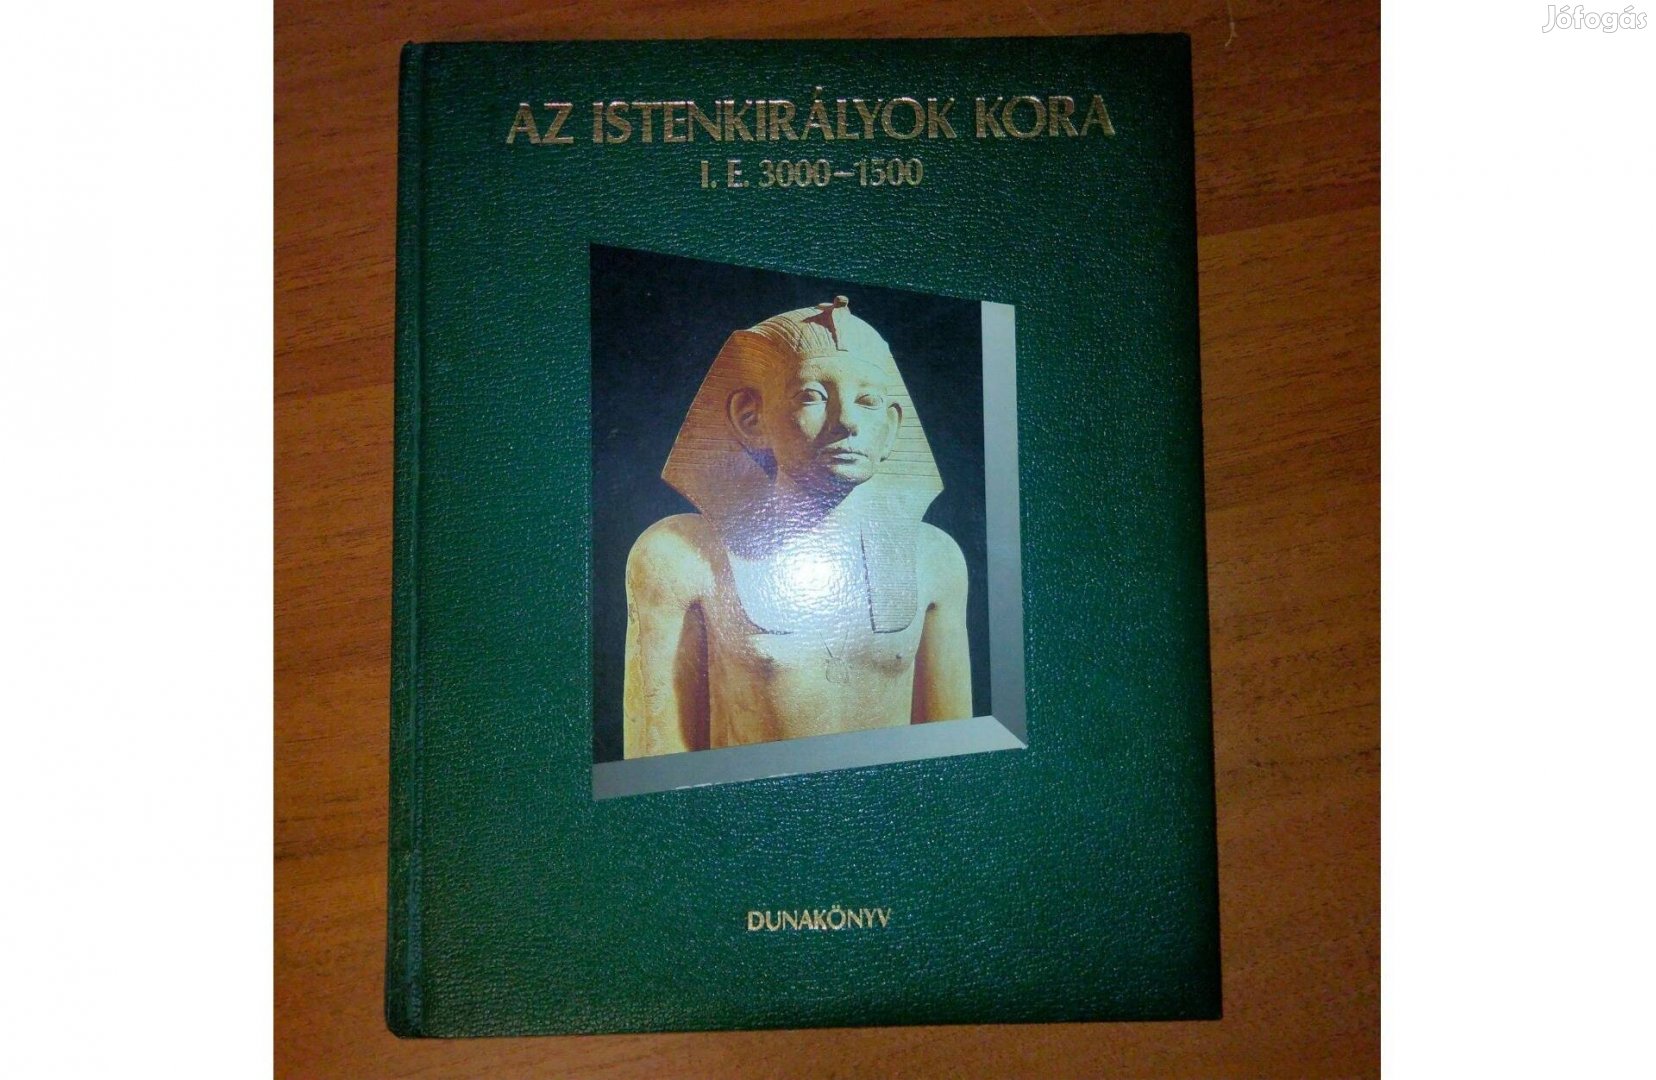 Jófogás
AZ ISTENKIRÁLYOK KORA
I. E. 3000–1500
DUNAKÖNYV